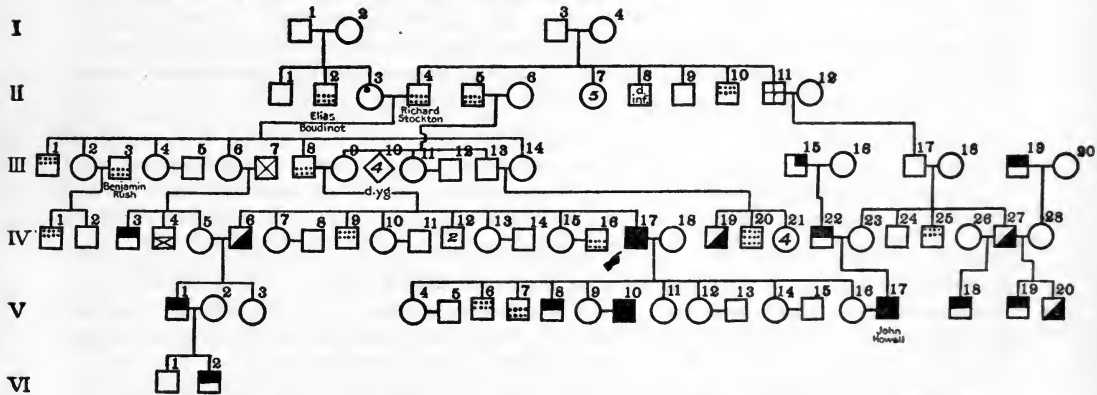 I 1 2 3 4
II 1 2 3 4 5 6 7 8 9 10 11 12
5 d. inf.
Elias Boudinot
Richard Stockton
III 1 2 3 4 5 6 7 8 9 10 11 12 13 14 15 16 17 18 19 20
4
Benjamin Rush
d.yg
IV 1 2 3 4 5 6 7 8 9 10 11 12 13 14 15 16 17 18 19 20 21 22 23 24 25 26 27 28
2 4
V 1 2 3 4 5 6 7 8 9 10 11 12 13 14 15 16 17 18 19 20
John Howell
VI 1 2